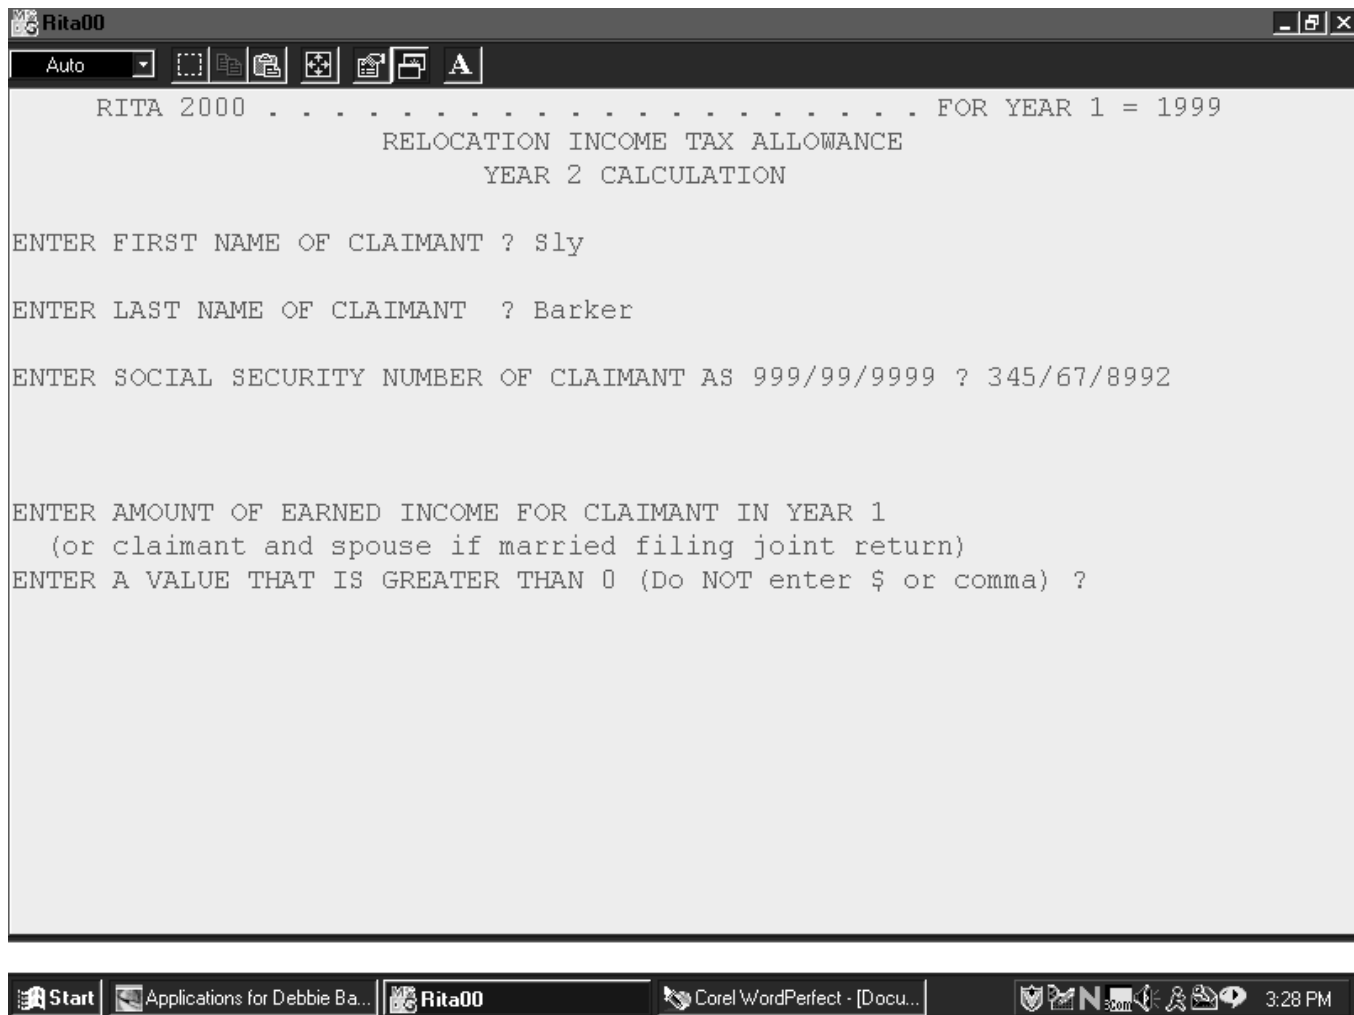 Rita00
Auto
A
RITA 2000 . . . . . . . . . . . . . . . . . . . . FOR YEAR 1 = 1999
RELOCATION INCOME TAX ALLOWANCE
YEAR 2 CALCULATION
ENTER FIRST NAME OF CLAIMANT ? Sly
ENTER LAST NAME OF CLAIMANT ? Barker
ENTER SOCIAL SECURITY NUMBER OF CLAIMANT AS 999/99/9999 ? 345/67/8992
ENTER AMOUNT OF EARNED INCOME FOR CLAIMANT IN YEAR 1
(or claimant and spouse if married filing joint return)
ENTER A VALUE THAT IS GREATER THAN 0 (Do NOT enter $ or comma) ?
Start Applications for Debbie Ba... Rita00 Corel WordPerfect - [Docu... N 3Com 3:28 PM